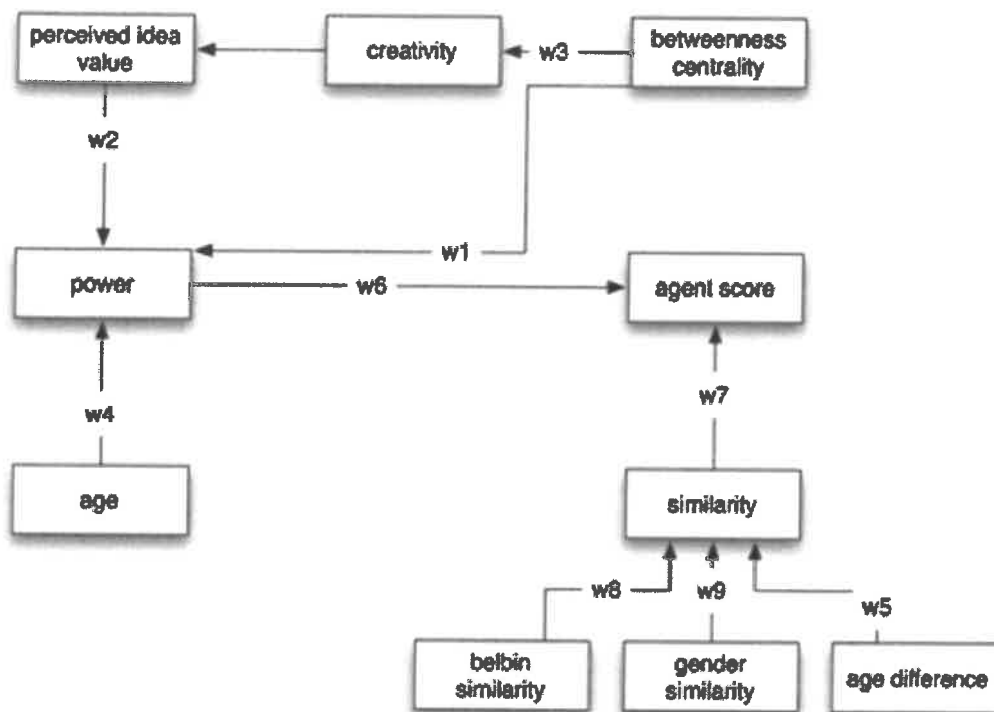 perceived idea
value
creativity
w3
betweenness
centrality
w2
w1
power
w6
agent score
w4
w7
age
similarity
w8
w9
w5
belbin
similarity
gender
similarity
age difference